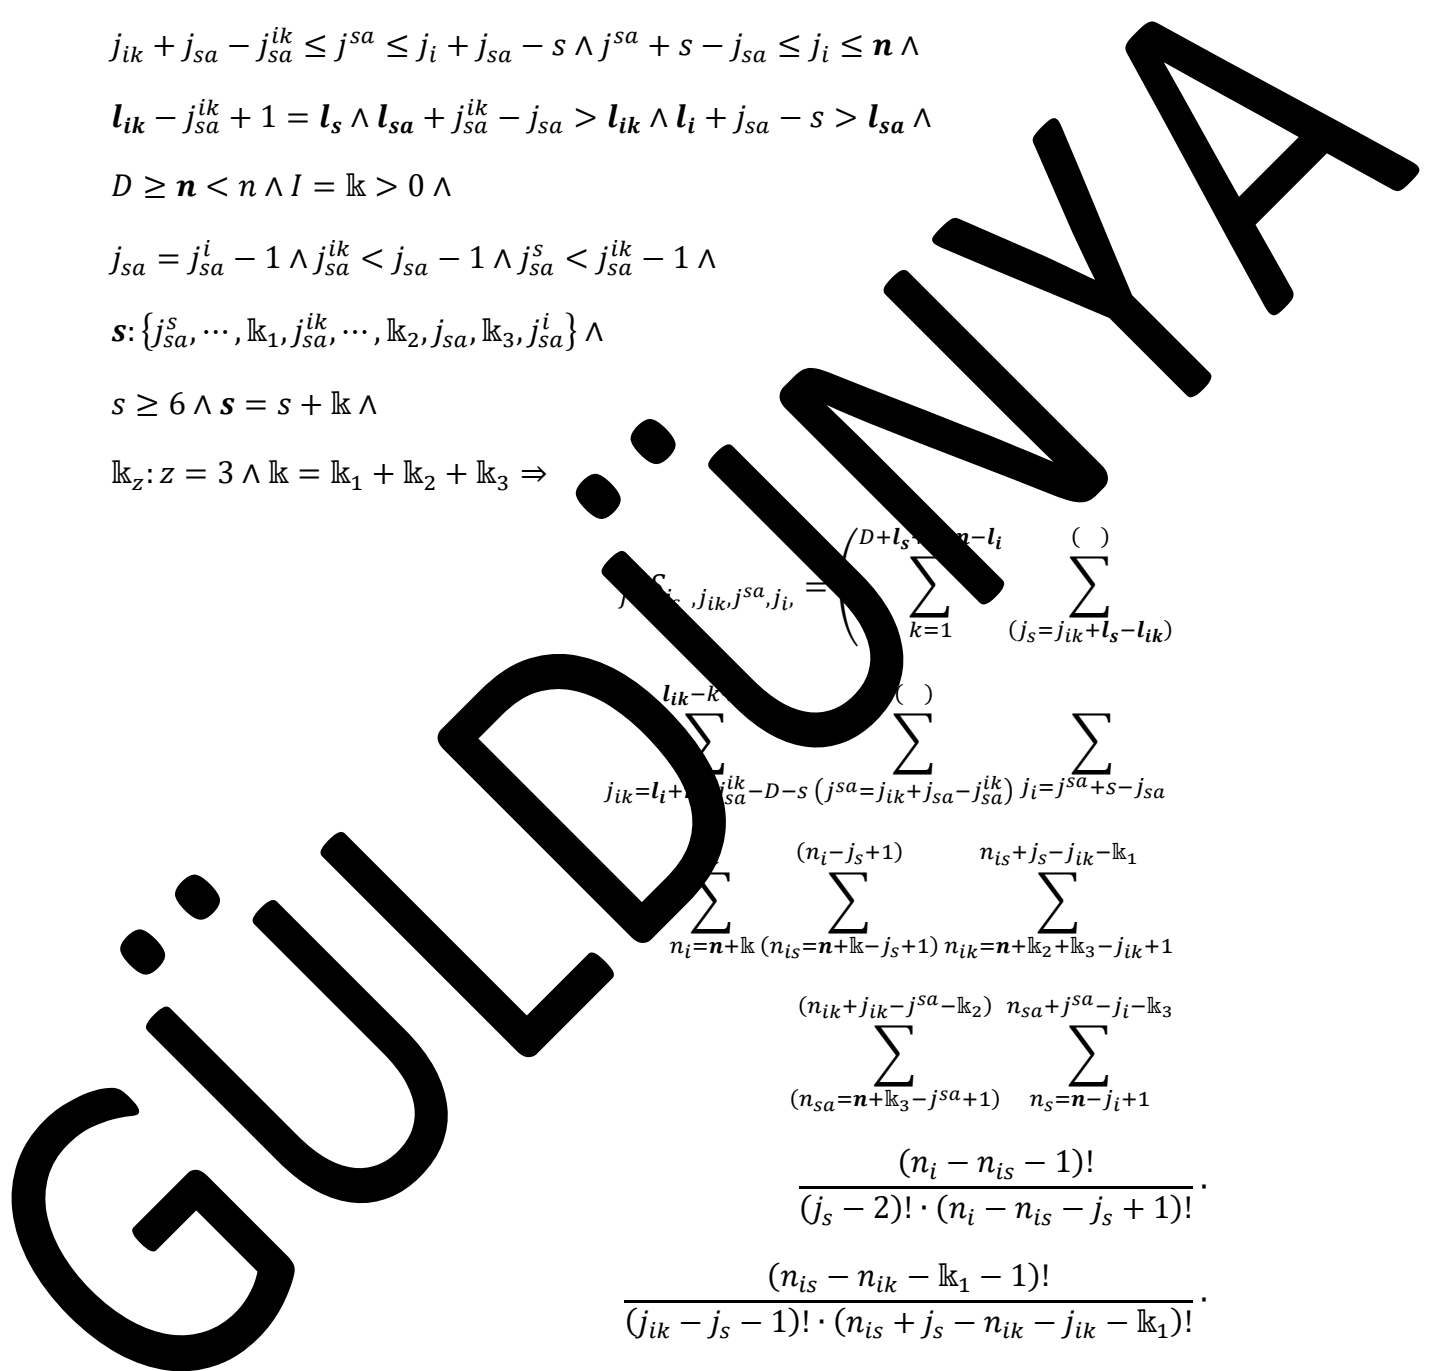 j_{ik} + j_{sa} − j_{sa}^{ik} ≤ j^{sa} ≤ j_i + j_{sa} − s ∧ j^{sa} + s − j_{sa} ≤ j_i ≤ n ∧
l_{ik} − j_{sa}^{ik} + 1 = l_s ∧ l_{sa} + j_{sa}^{ik} − j_{sa} > l_{ik} ∧ l_i + j_{sa} − s > l_{sa} ∧
D ≥ n < n ∧ I = 𝕜 > 0 ∧
j_{sa} = j_{sa}^i − 1 ∧ j_{sa}^{ik} < j_{sa} − 1 ∧ j_{sa}^s < j_{sa}^{ik} − 1 ∧
s: {j_{sa}^s, ⋯, 𝕜_1, j_{sa}^{ik}, ⋯, 𝕜_2, j_{sa}, 𝕜_3, j_{sa}^i} ∧
s ≥ 6 ∧ s = s + 𝕜 ∧
𝕜_z: z = 3 ∧ 𝕜 = 𝕜_1 + 𝕜_2 + 𝕜_3 ⇒
D+l_s n−l_i ( )
,j_{ik},j^{sa},j_i, = ( ∑ ∑
k=1 (j_s=j_{ik}+l_s−l_{ik})
l_{ik}−k ( )
∑ ∑ ∑
j_{ik}=l_i+ j_{sa}^{ik}−D−s (j^{sa}=j_{ik}+j_{sa}−j_{sa}^{ik}) j_i=j^{sa}+s−j_{sa}
(n_i−j_s+1) n_{is}+j_s−j_{ik}−𝕜_1
∑ ∑ ∑
n_i=n+𝕜 (n_{is}=n+𝕜−j_s+1) n_{ik}=n+𝕜_2+𝕜_3−j_{ik}+1
(n_{ik}+j_{ik}−j^{sa}−𝕜_2) n_{sa}+j^{sa}−j_i−𝕜_3
∑ ∑
(n_{sa}=n+𝕜_3−j^{sa}+1) n_s=n−j_i+1
(n_i − n_{is} − 1)!
(j_s − 2)! · (n_i − n_{is} − j_s + 1)! ·
(n_{is} − n_{ik} − 𝕜_1 − 1)!
(j_{ik} − j_s − 1)! · (n_{is} + j_s − n_{ik} − j_{ik} − 𝕜_1)! ·
GÜLDÜNYA